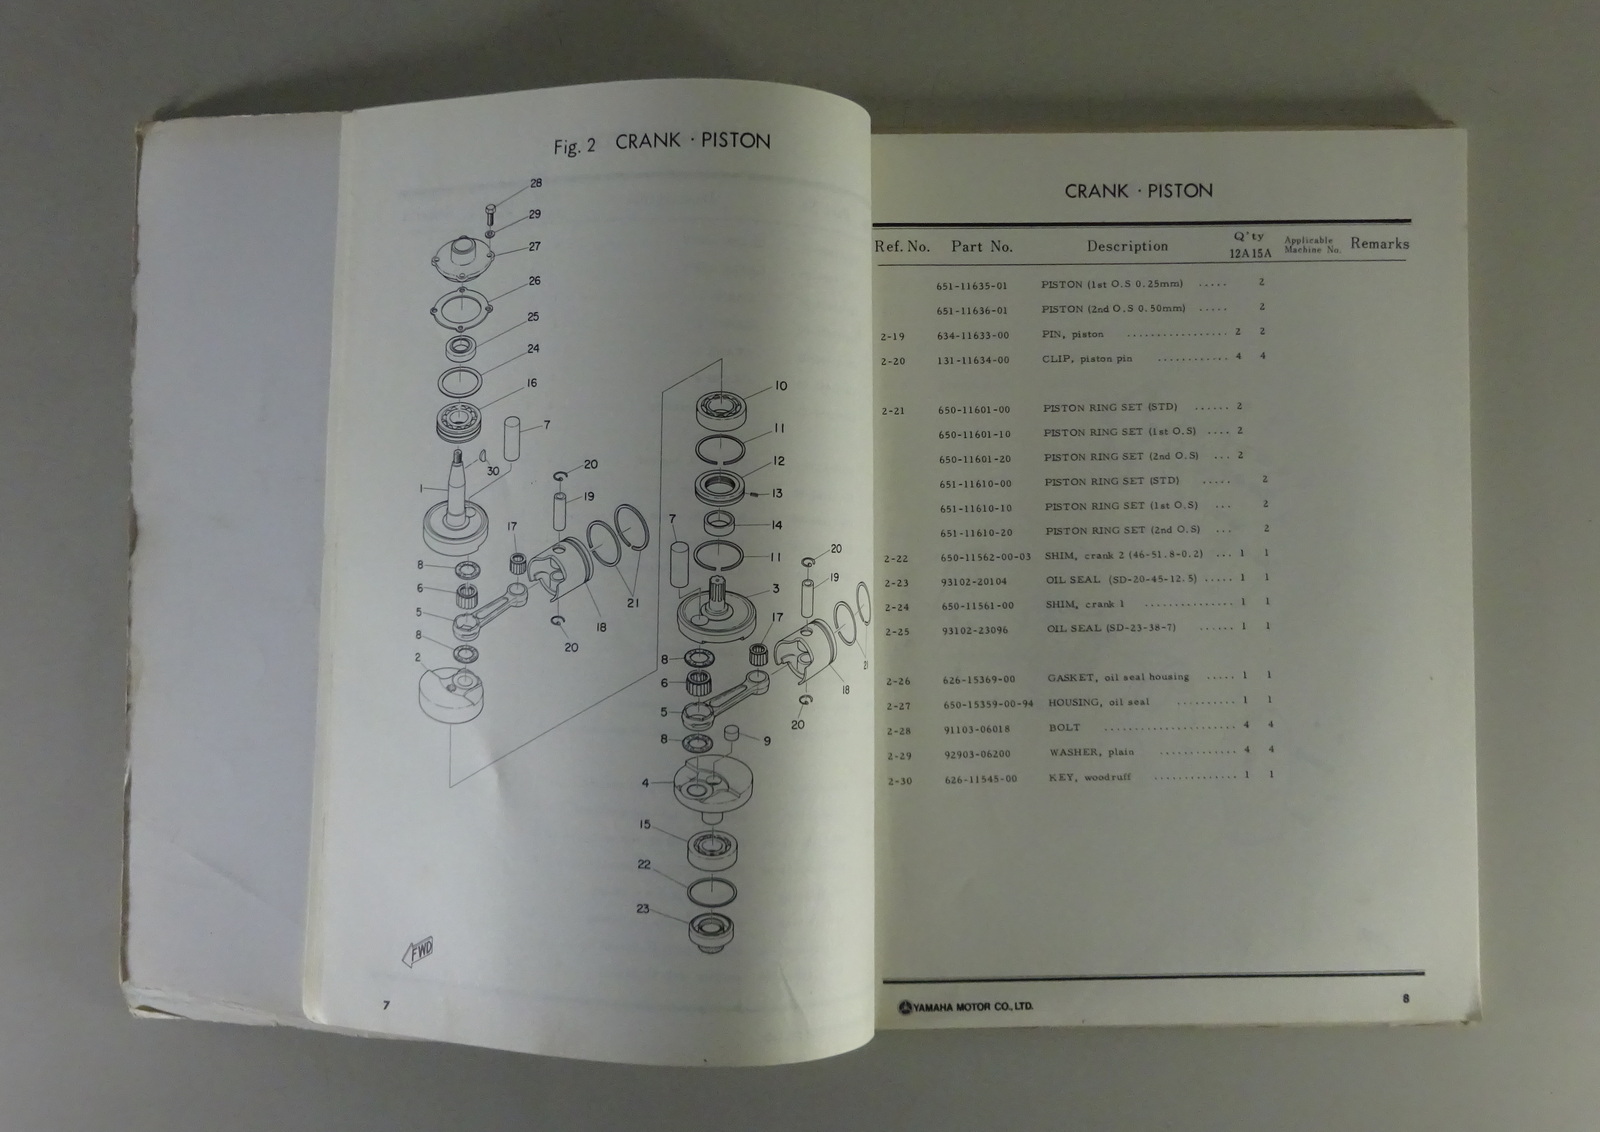 Fig. 2 CRANK · PISTON
28
29
27
26
25
24
16
7
30
1
20
19
17
8
6
5
8
2
18
21
20
10
11
12
13
14
7
11
3
20
19
17
8
6
5
8
18
21
20
9
4
15
22
23
FWD
7
CRANK · PISTON
Ref. No. Part No. Description Q'ty 12A 15A Applicable Machine No. Remarks
651-11635-01 PISTON (1st O.S 0.25mm) ..... 2
651-11636-01 PISTON (2nd O.S 0.50mm) ..... 2
2-19 634-11633-00 PIN, piston ................ 2 2
2-20 131-11634-00 CLIP, piston pin ............ 4 4
2-21 650-11601-00 PISTON RING SET (STD) ...... 2
650-11601-10 PISTON RING SET (1st O.S) .... 2
650-11601-20 PISTON RING SET (2nd O.S) ... 2
651-11610-00 PISTON RING SET (STD) ..... 2
651-11610-10 PISTON RING SET (1st O.S) ... 2
651-11610-20 PISTON RING SET (2nd O.S) ... 2
2-22 650-11562-00-03 SHIM, crank 2 (46-51.8-0.2) ... 1 1
2-23 93102-20104 OIL SEAL (SD-20-45-12.5) ..... 1 1
2-24 650-11561-00 SHIM, crank 1 .............. 1 1
2-25 93102-23096 OIL SEAL (SD-23-38-7) ...... 1 1
2-26 626-15369-00 GASKET, oil seal housing ..... 1 1
2-27 650-15359-00-94 HOUSING, oil seal .......... 1 1
2-28 91103-06018 BOLT ..................... 4 4
2-29 92903-06200 WASHER, plain ............ 4 4
2-30 626-11545-00 KEY, woodruff ............. 1 1
YAMAHA MOTOR CO., LTD.
8